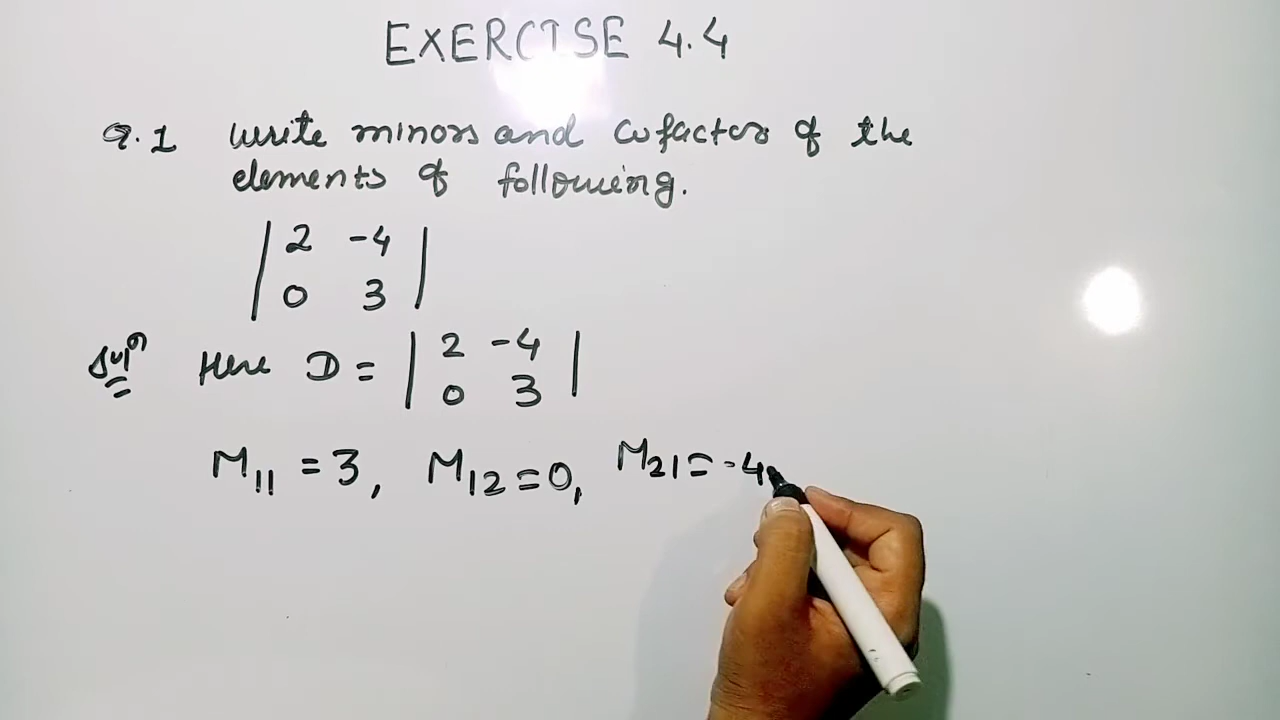 EXERCISE 4.4
Q.1 Write minors and cofactor of the
elements of following.
| 2 -4 |
| 0 3 |
Solⁿ Here D = | 2 -4 |
| 0 3 |
M₁₁ = 3, M₁₂ = 0, M₂₁ = -4